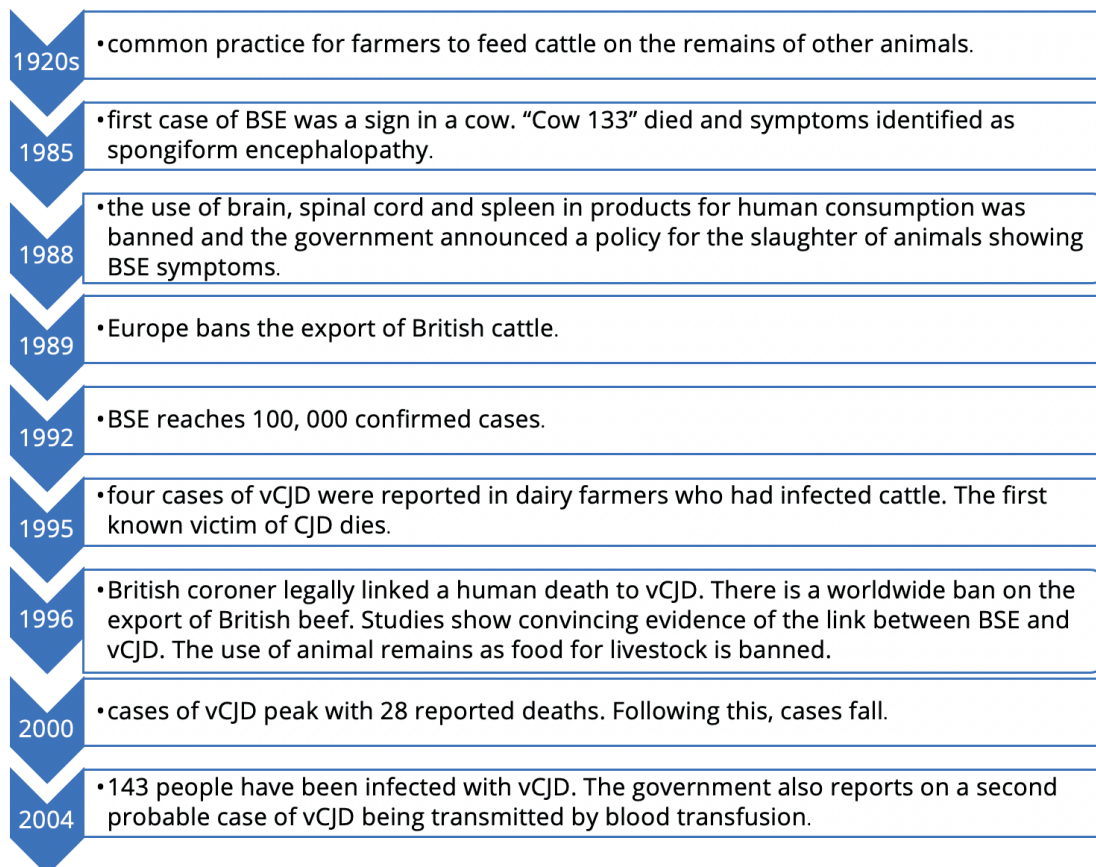 1920s
•common practice for farmers to feed cattle on the remains of other animals.
1985
•first case of BSE was a sign in a cow. “Cow 133” died and symptoms identified as
spongiform encephalopathy.
1988
•the use of brain, spinal cord and spleen in products for human consumption was
banned and the government announced a policy for the slaughter of animals showing
BSE symptoms.
1989
•Europe bans the export of British cattle.
1992
•BSE reaches 100, 000 confirmed cases.
1995
•four cases of vCJD were reported in dairy farmers who had infected cattle. The first
known victim of CJD dies.
1996
•British coroner legally linked a human death to vCJD. There is a worldwide ban on the
export of British beef. Studies show convincing evidence of the link between BSE and
vCJD. The use of animal remains as food for livestock is banned.
2000
•cases of vCJD peak with 28 reported deaths. Following this, cases fall.
2004
•143 people have been infected with vCJD. The government also reports on a second
probable case of vCJD being transmitted by blood transfusion.